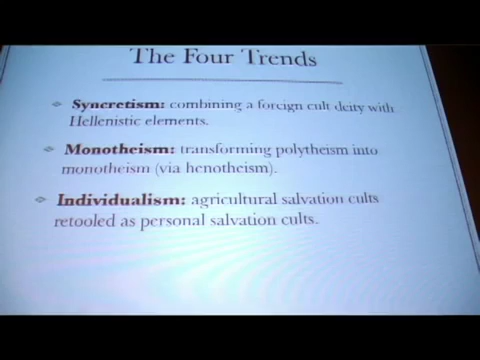 The Four Trends
Syncretism: combining a foreign cult deity with
Hellenistic elements.
Monotheism: transforming polytheism into
monotheism (via henotheism).
Individualism: agricultural salvation cults
retooled as personal salvation cults.